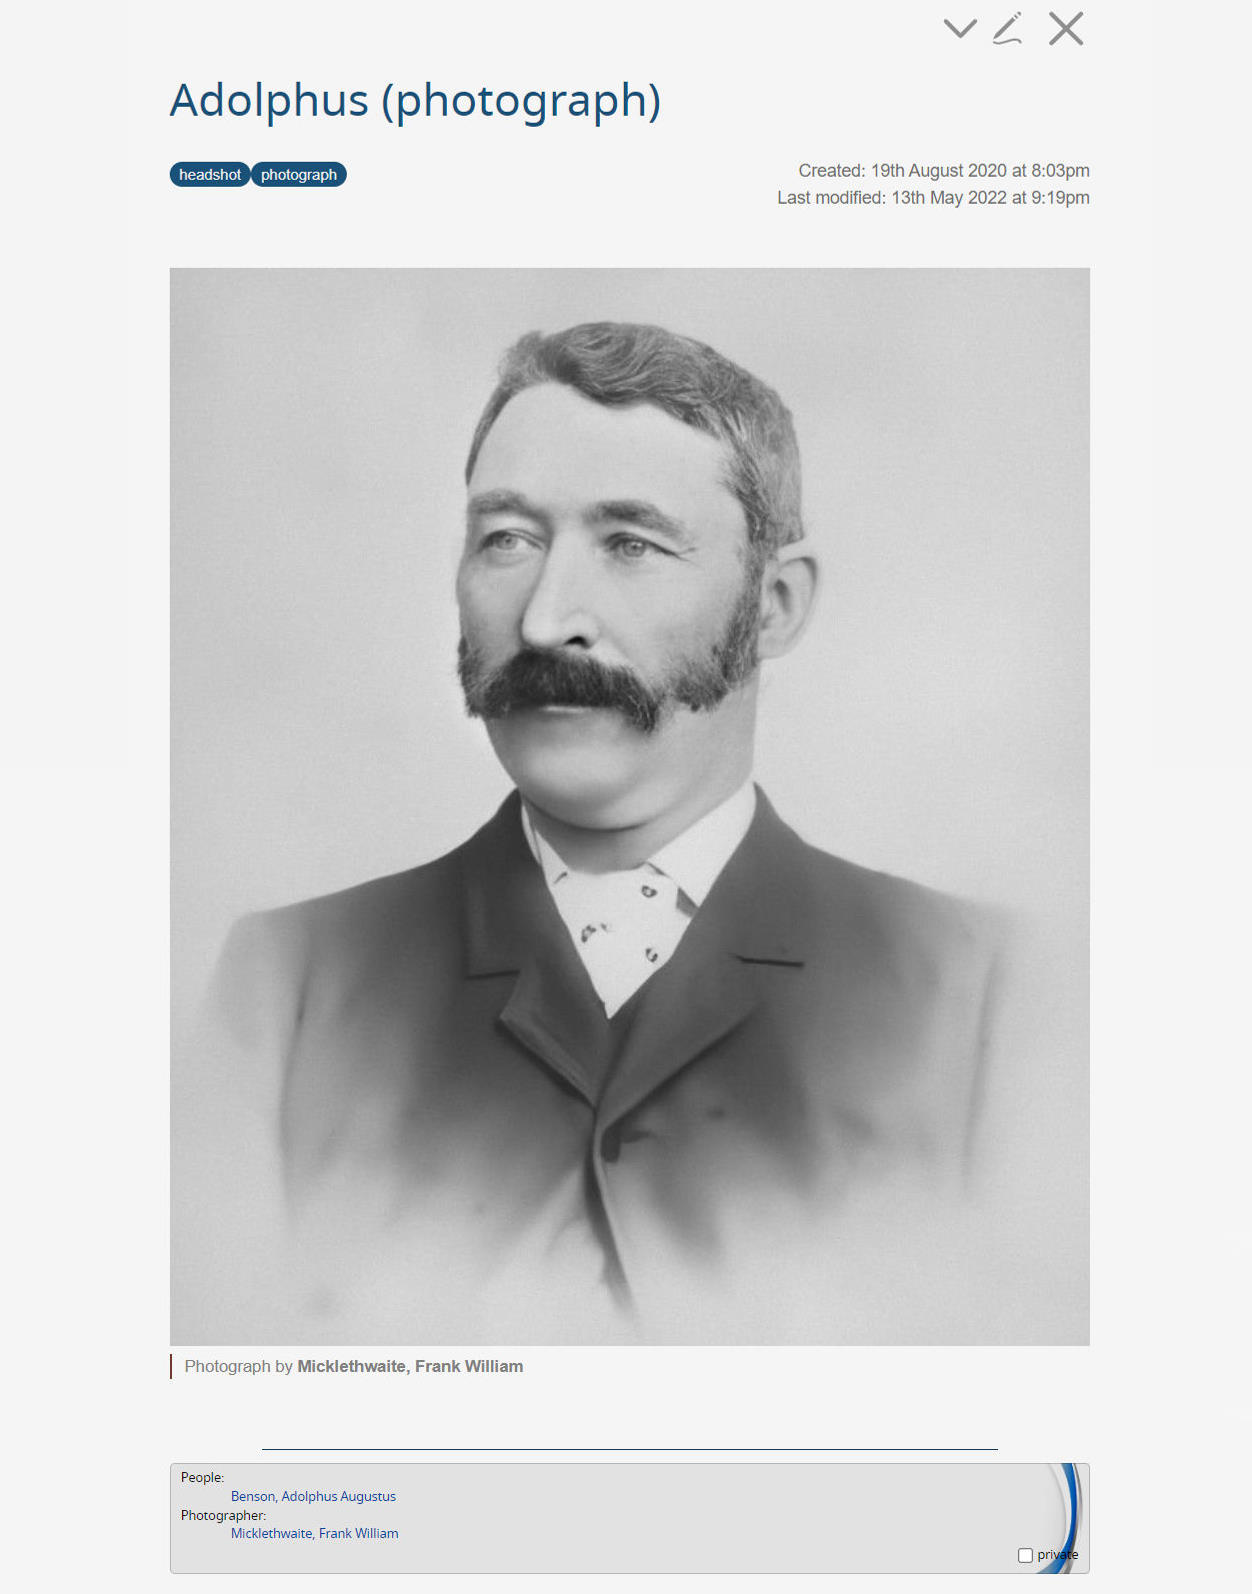 Adolphus (photograph)
headshot photograph
Created: 19th August 2020 at 8:03pm
Last modified: 13th May 2022 at 9:19pm
Photograph by Micklethwaite, Frank William
People:
Benson, Adolphus Augustus
Photographer:
Micklethwaite, Frank William
private